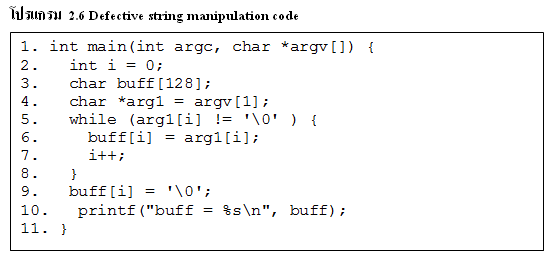 โปรแกรม 2.6 Defective string manipulation code
1. int main(int argc, char *argv[]) {
2.   int i = 0;
3.   char buff[128];
4.   char *arg1 = argv[1];
5.   while (arg1[i] != '\0' ) {
6.     buff[i] = arg1[i];
7.     i++;
8.   }
9.   buff[i] = '\0';
10.   printf("buff = %s\n", buff);
11. }